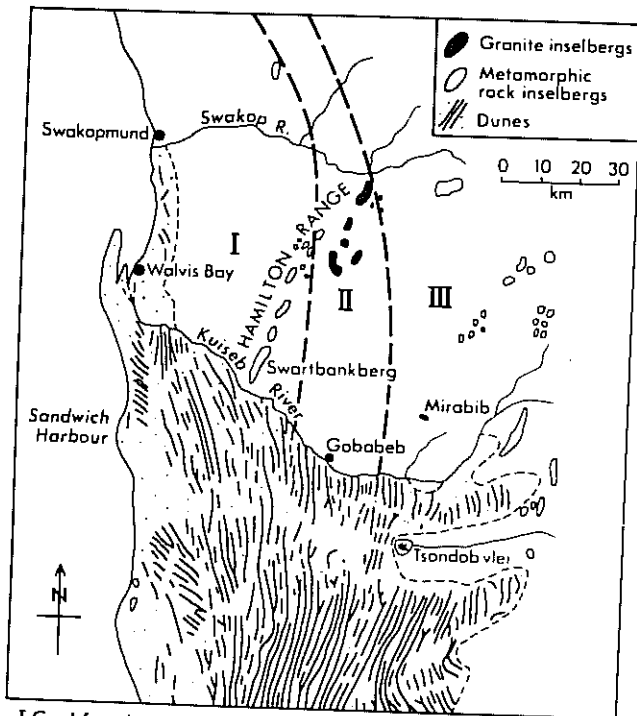 Granite inselbergs
Metamorphic
rock inselbergs
Dunes
0 10 20 30
km
Swakop R.
Swakopmund
HAMILTON RANGE
I
II
III
Walvis Bay
Kuiseb River
Swartbankberg
Mirabib
Sandwich
Harbour
Gobabeb
Tsondob vlei
N